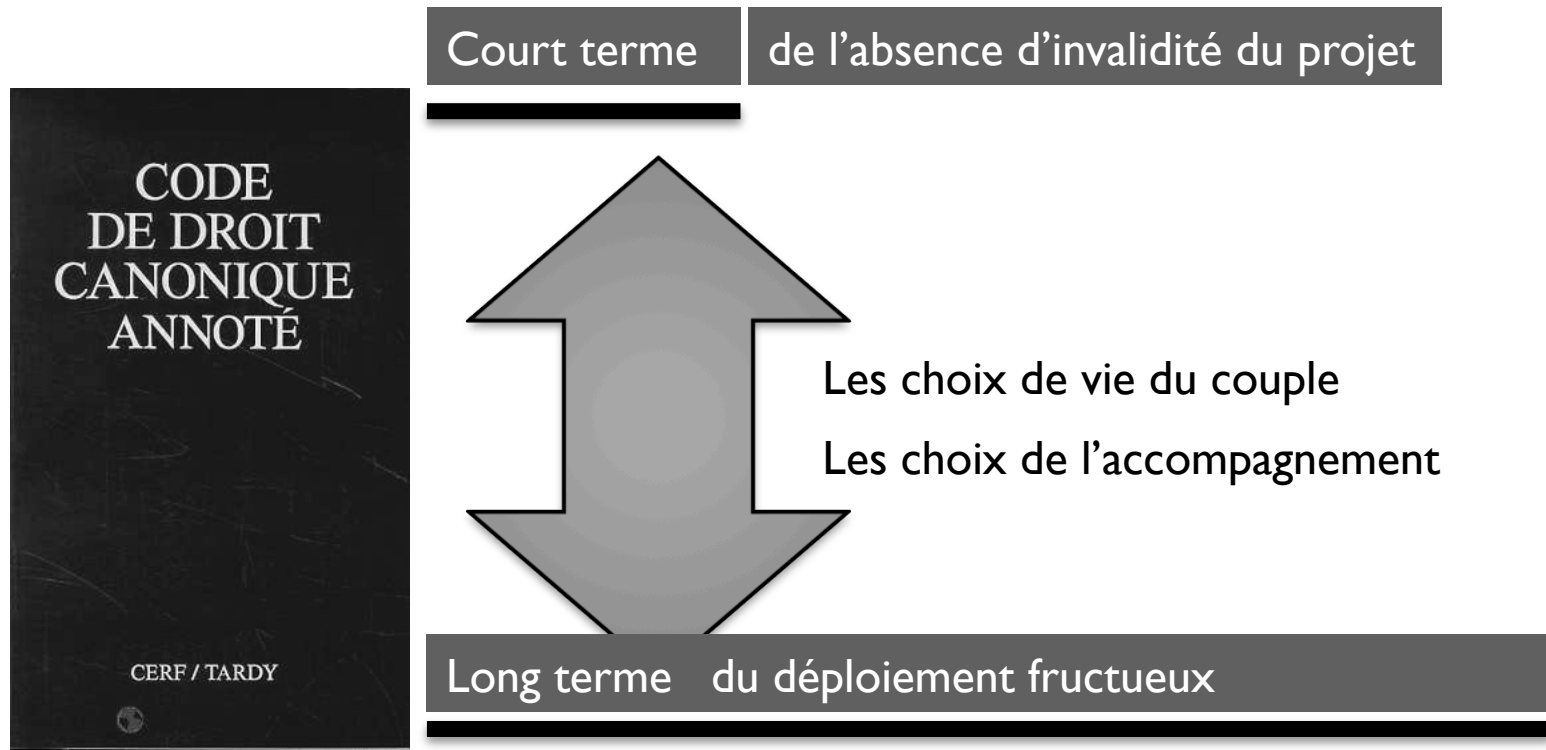 Court terme de l’absence d’invalidité du projet
CODE
DE DROIT
CANONIQUE
ANNOTÉ
CERF / TARDY
Les choix de vie du couple
Les choix de l’accompagnement
Long terme du déploiement fructueux